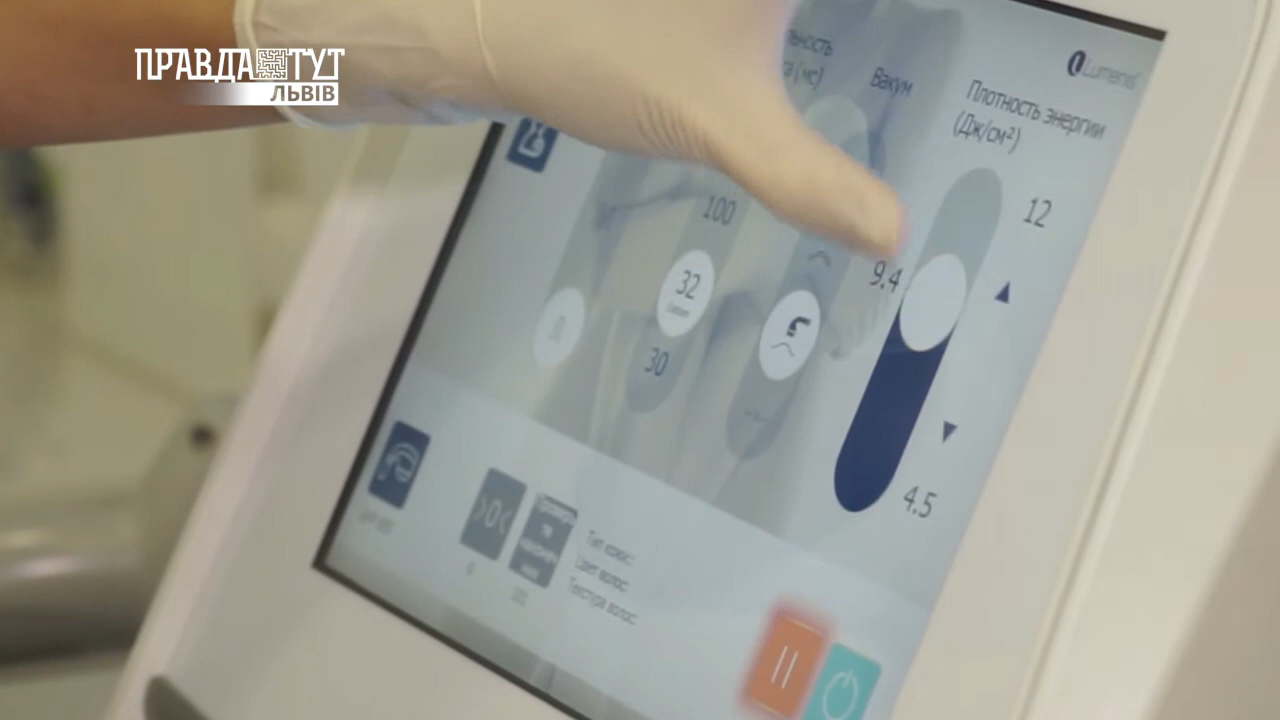 ПРАВДА ТУТ
ЛЬВІВ
Lumenis
Вакум
Плотность энергии
(Дж/см²)
12
100
9.4
32
30
4.5
>0<
Тип кожи:
Цвет волос:
Текстура волос: